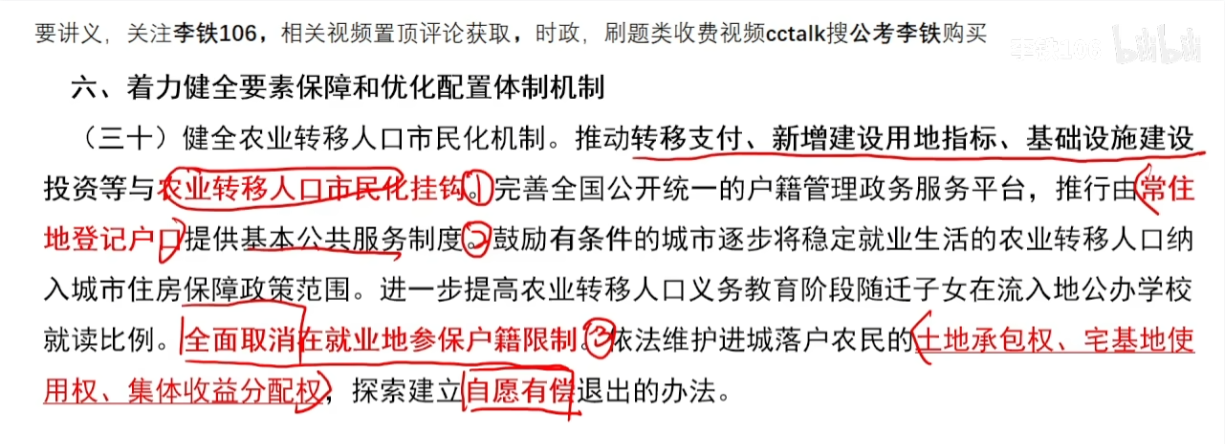 要讲义，关注李铁106，相关视频置顶评论获取，时政，刷题类收费视频cctalk搜公考李铁购买
李铁106 bilibili
六、着力健全要素保障和优化配置体制机制
（三十）健全农业转移人口市民化机制。推动转移支付、新增建设用地指标、基础设施建设
投资等与农业转移人口市民化挂钩。①完善全国公开统一的户籍管理政务服务平台，推行由常住
地登记户口提供基本公共服务制度。②鼓励有条件的城市逐步将稳定就业生活的农业转移人口纳
入城市住房保障政策范围。进一步提高农业转移人口义务教育阶段随迁子女在流入地公办学校
就读比例。全面取消在就业地参保户籍限制。③依法维护进城落户农民的土地承包权、宅基地使
用权、集体收益分配权，探索建立自愿有偿退出的办法。